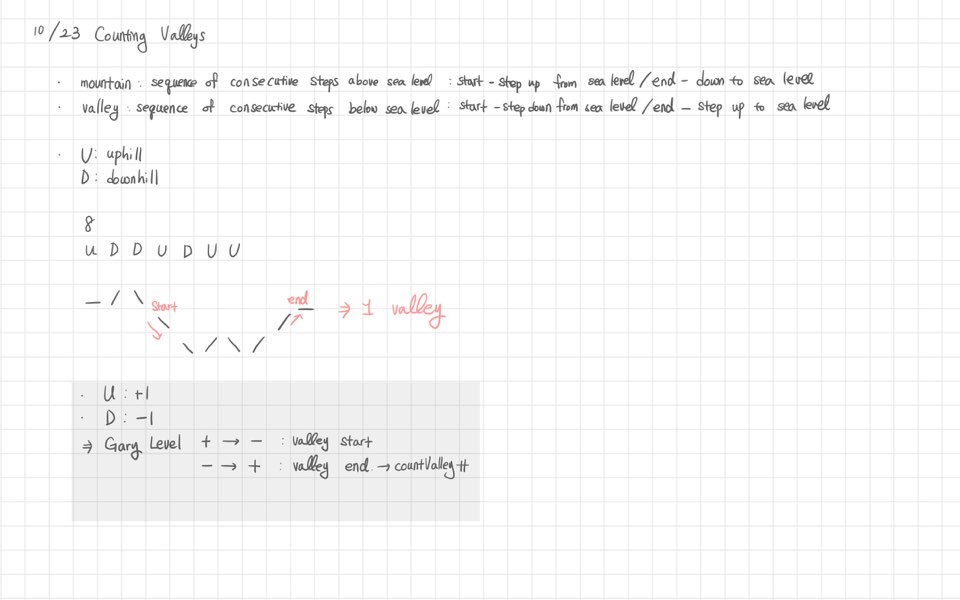 10/23 Counting Valleys
· mountain : sequence of consecutive steps above sea level : start - step up from sea level / end - down to sea level
· valley : sequence of consecutive steps below sea level : start - step down from sea level / end - step up to sea level
· U : uphill
D : downhill
8
U D D U D U U
start
end
⇒ 1 valley
· U : +1
· D : -1
⇒ Gary Level + → - : valley start
- → + : valley end → countValley#